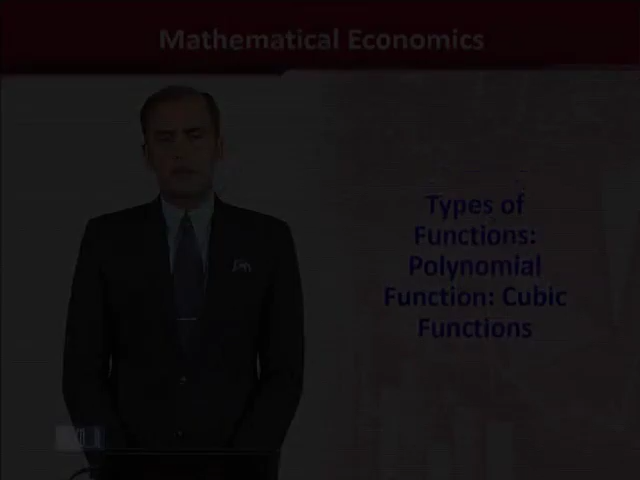 Mathematical Economics
Types of
Functions:
Polynomial
Function: Cubic
Functions